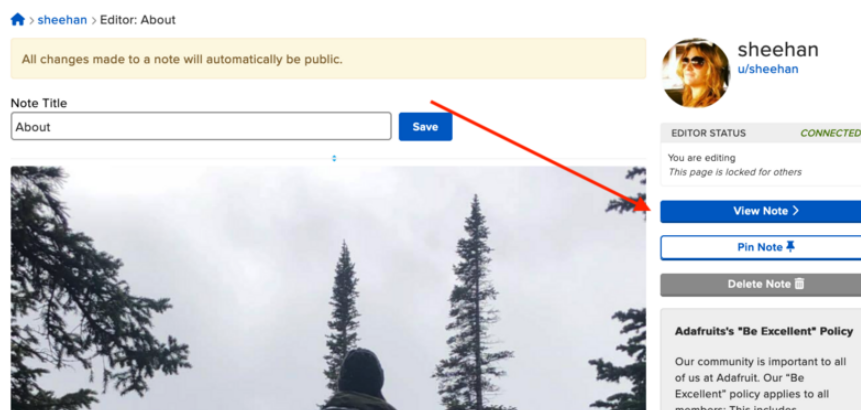 > sheehan > Editor: About
All changes made to a note will automatically be public.
Note Title
About
Save
sheehan
u/sheehan
EDITOR STATUS CONNECTED
You are editing
This page is locked for others
View Note >
Pin Note
Delete Note
Adafruits's "Be Excellent" Policy
Our community is important to all
of us at Adafruit. Our "Be
Excellent" policy applies to all
members: This includes